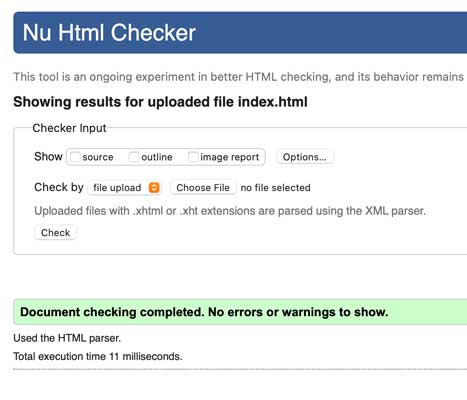 Nu Html Checker
This tool is an ongoing experiment in better HTML checking, and its behavior remains
Showing results for uploaded file index.html
Checker Input
Show source outline image report Options...
Check by file upload Choose File no file selected
Uploaded files with .xhtml or .xht extensions are parsed using the XML parser.
Check
Document checking completed. No errors or warnings to show.
Used the HTML parser.
Total execution time 11 milliseconds.